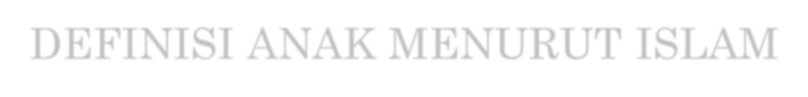 DEFINISI ANAK MENURUT ISLAM